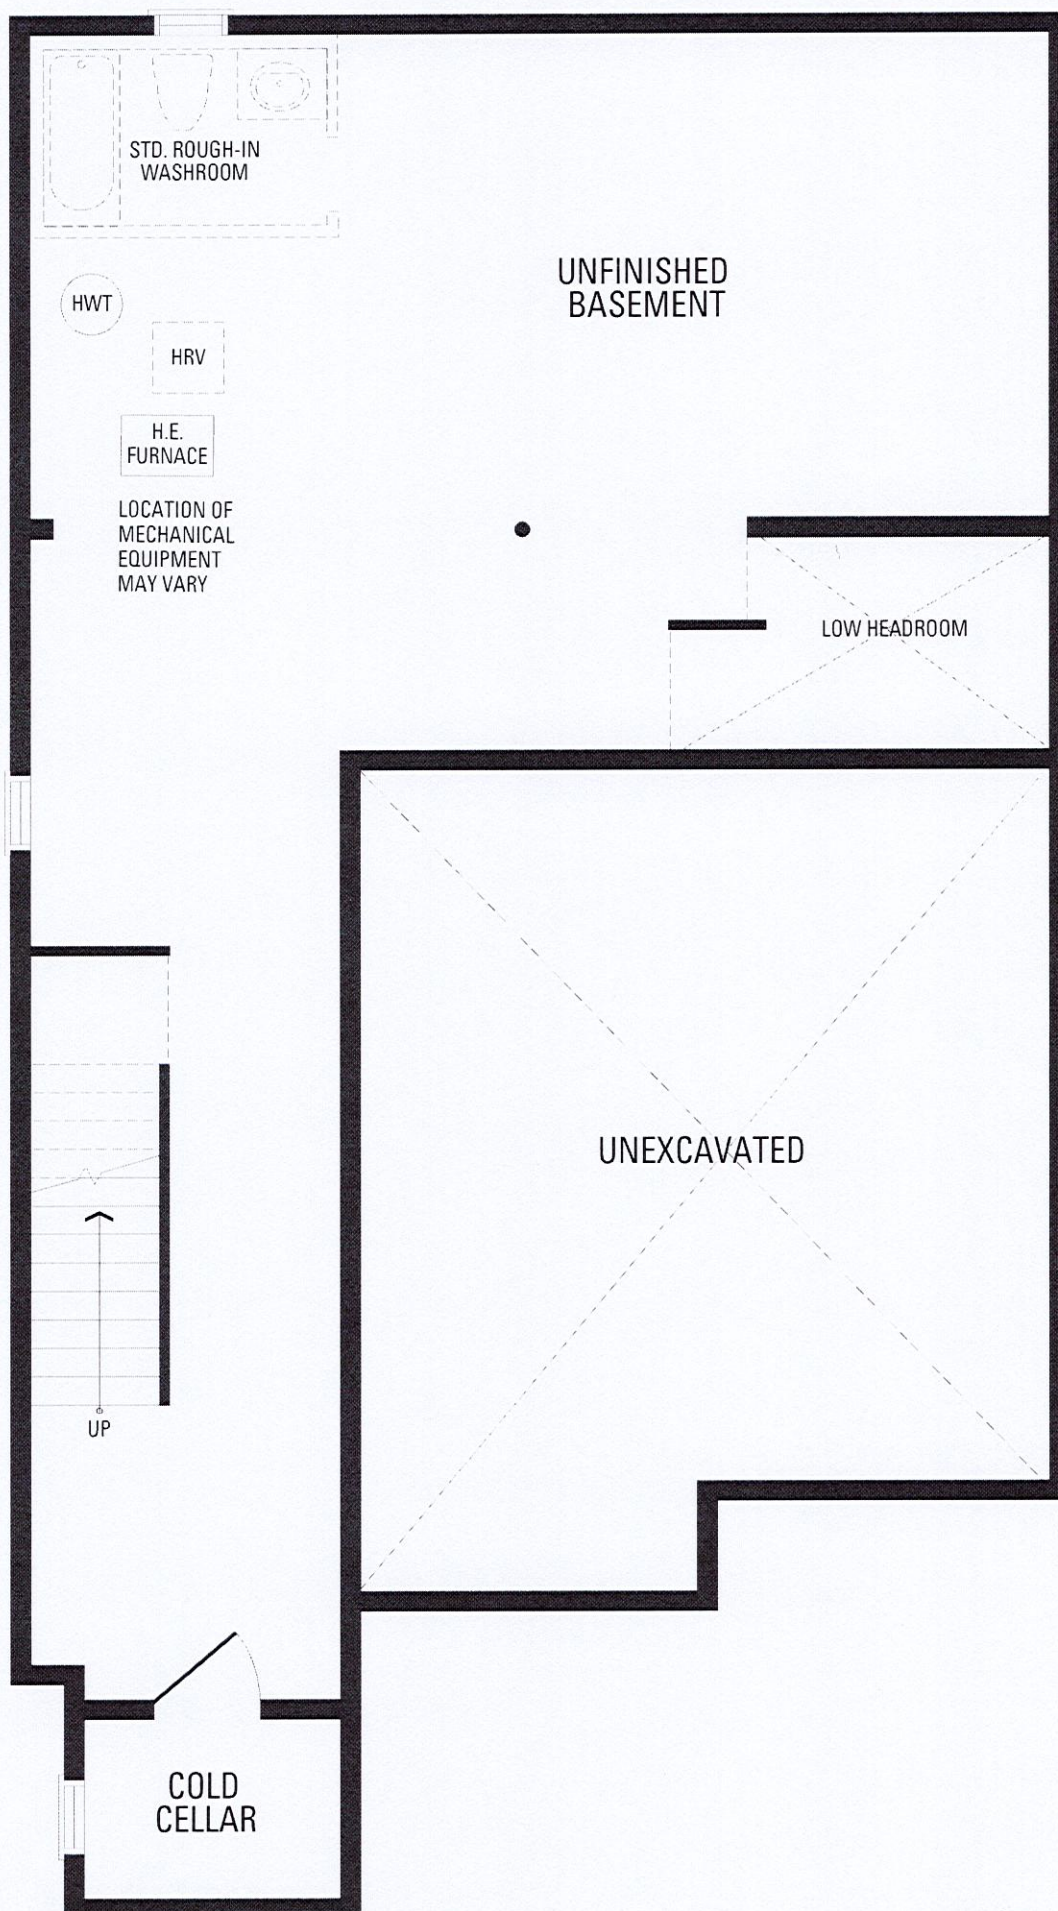 STD. ROUGH-IN
WASHROOM
UNFINISHED
BASEMENT
HWT
HRV
H.E.
FURNACE
LOCATION OF
MECHANICAL
EQUIPMENT
MAY VARY
LOW HEADROOM
UNEXCAVATED
UP
COLD
CELLAR